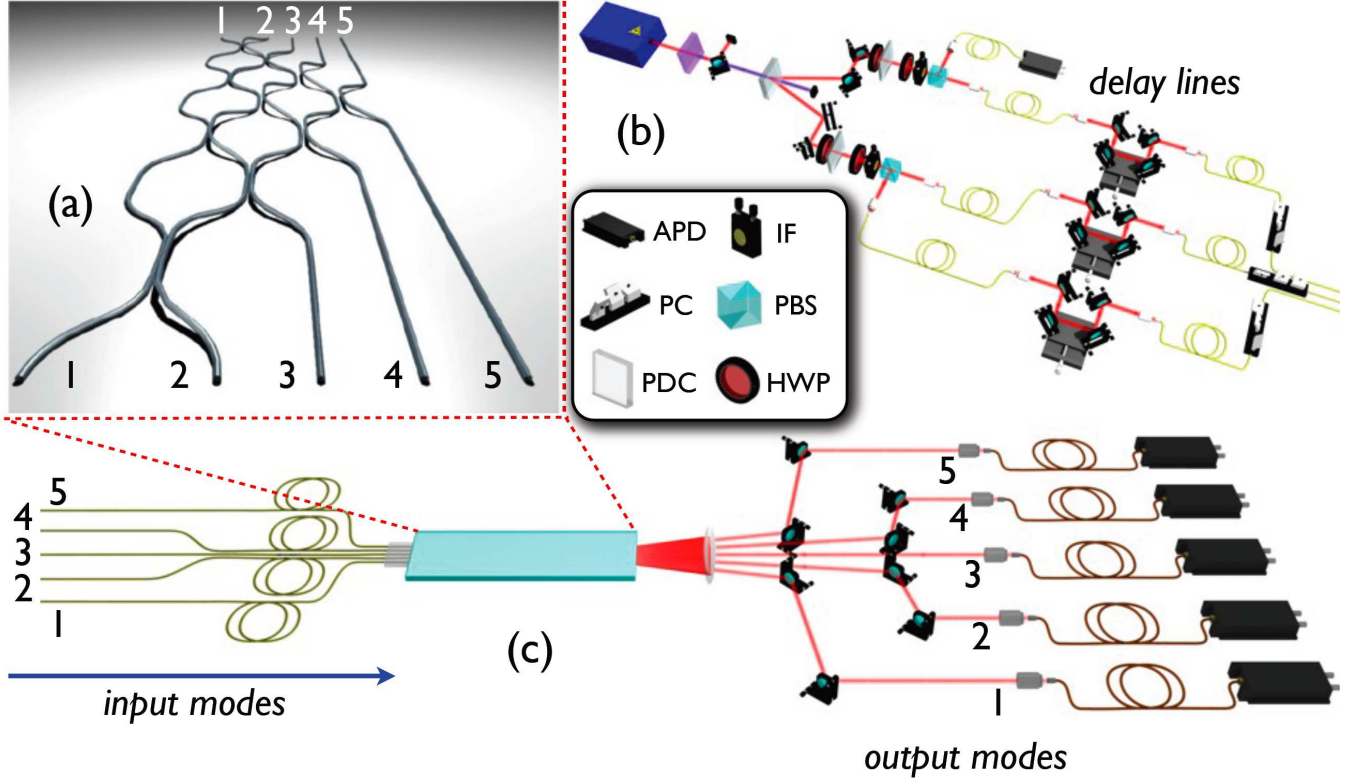 1 2 3 4 5
(a)
1 2 3 4 5
(b)
delay lines
APD IF
PC PBS
PDC HWP
5
4
3
2
1
input modes
(c)
5
4
3
2
1
output modes